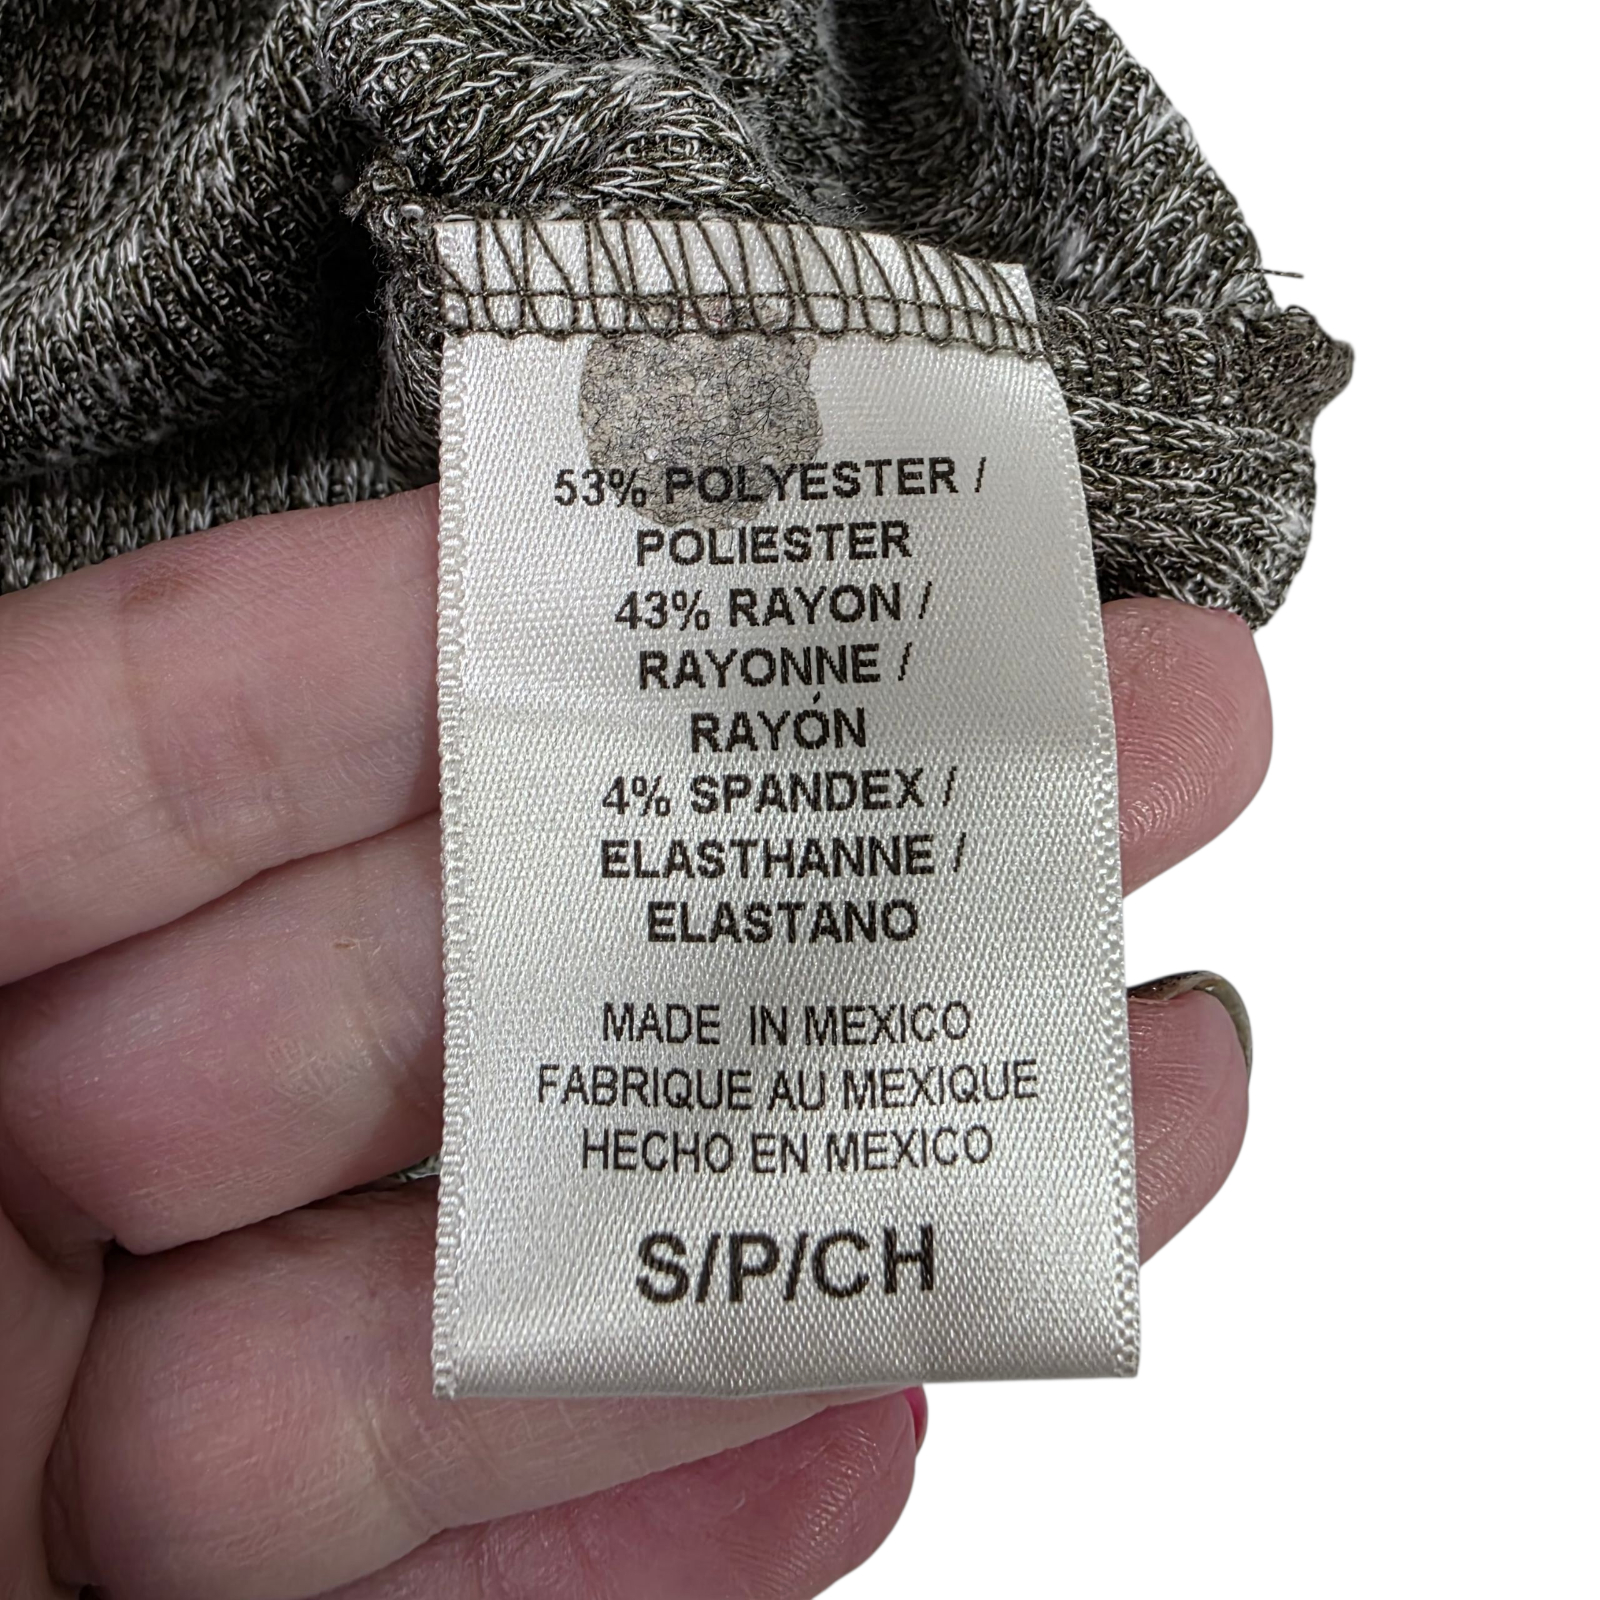 53% POLYESTER /
POLIESTER
43% RAYON /
RAYONNE /
RAYÓN
4% SPANDEX /
ELASTHANNE /
ELASTANO
MADE IN MEXICO
FABRIQUE AU MEXIQUE
HECHO EN MEXICO
S/P/CH